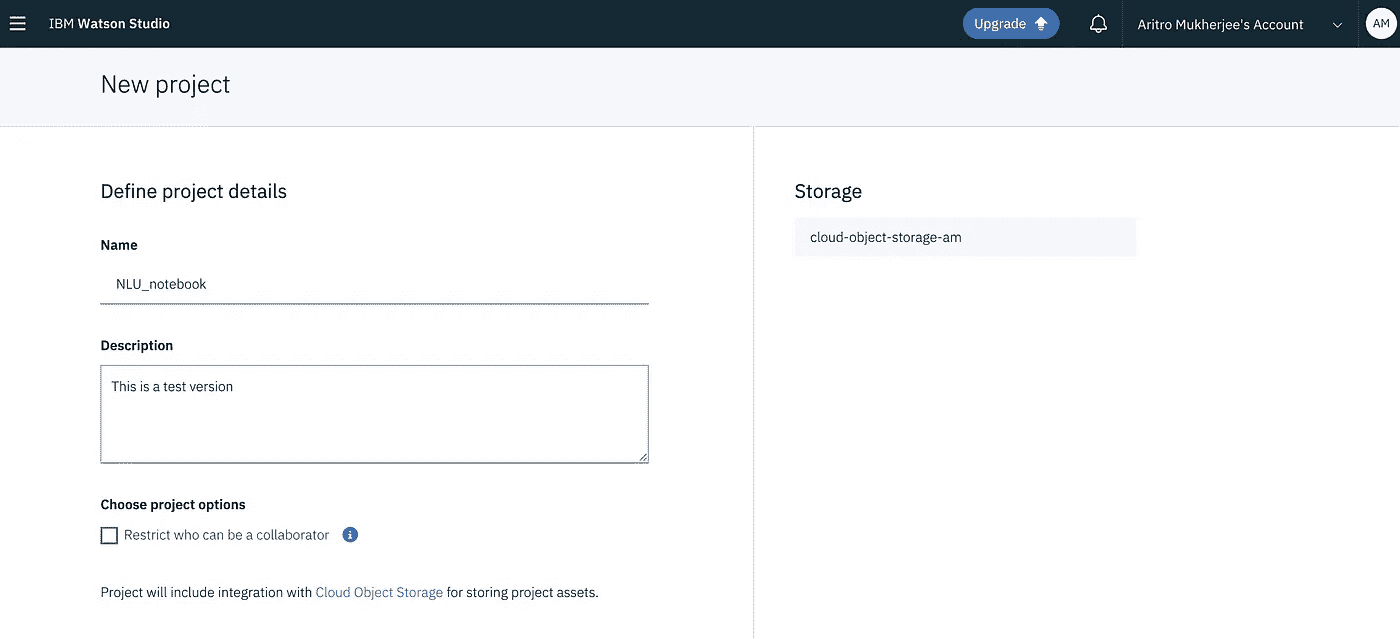 IBM Watson Studio
Upgrade
Aritro Mukherjee's Account
AM
New project
Define project details
Name
NLU_notebook
Description
This is a test version
Choose project options
Restrict who can be a collaborator
Project will include integration with Cloud Object Storage for storing project assets.
Storage
cloud-object-storage-am